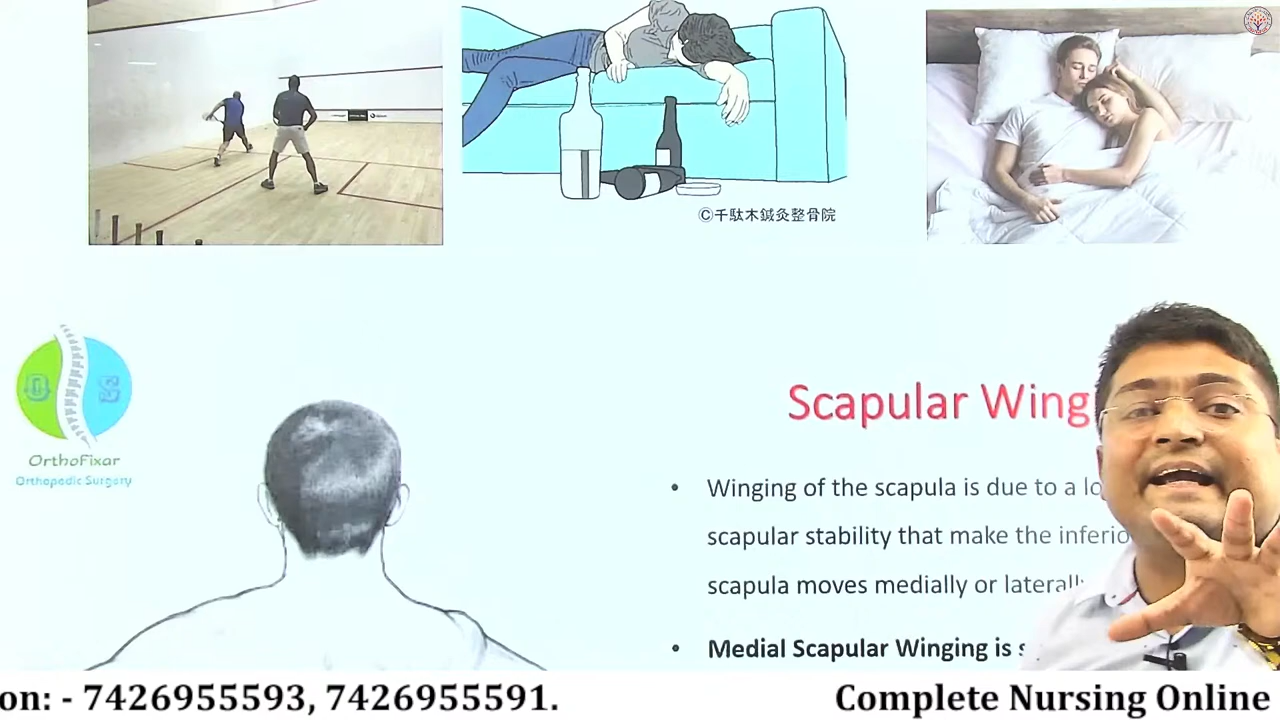 ©千駄木鍼灸整骨院
O S
OrthoFixar
Orthopedic Surgery
Scapular Wing
• Winging of the scapula is due to a lo
scapular stability that make the inferio
scapula moves medially or laterally
• Medial Scapular Winging is s
on: - 7426955593, 7426955591.
Complete Nursing Online